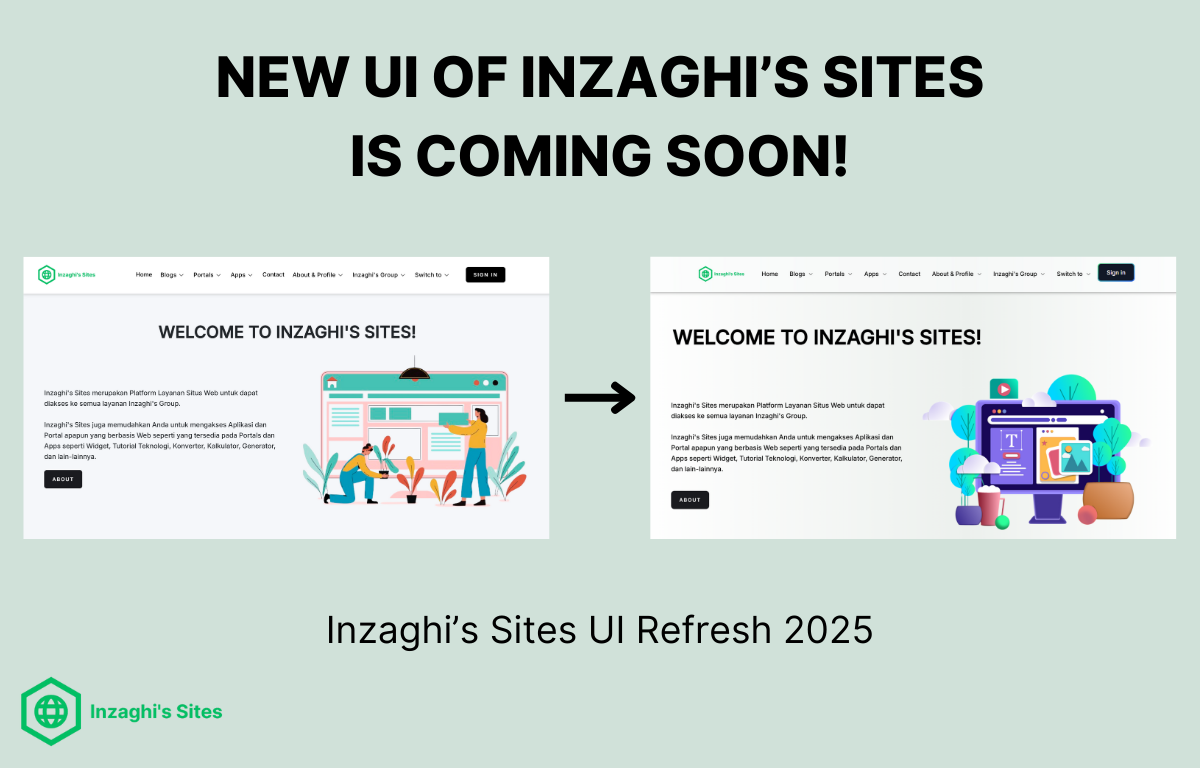 NEW UI OF INZAGHI’S SITES
IS COMING SOON!
Inzaghi's Sites
Home Blogs Portals Apps Contact About & Profile Inzaghi's Group Switch to SIGN IN
WELCOME TO INZAGHI'S SITES!
Inzaghi's Sites merupakan Platform Layanan Situs Web untuk dapat
diakses ke semua layanan Inzaghi's Group.
Inzaghi's Sites juga memudahkan Anda untuk mengakses Aplikasi dan
Portal apapun yang berbasis Web seperti yang tersedia pada Portals dan
Apps seperti Widget, Tutorial Teknologi, Konverter, Kalkulator, Generator,
dan lain-lainnya.
ABOUT
Inzaghi's Sites
Home Blogs Portals Apps Contact About & Profile Inzaghi's Group Switch to Sign in
WELCOME TO INZAGHI'S SITES!
Inzaghi's Sites merupakan Platform Layanan Situs Web untuk dapat
diakses ke semua layanan Inzaghi's Group.
Inzaghi's Sites juga memudahkan Anda untuk mengakses Aplikasi dan
Portal apapun yang berbasis Web seperti yang tersedia pada Portals dan
Apps seperti Widget, Tutorial Teknologi, Konverter, Kalkulator, Generator,
dan lain-lainnya.
ABOUT
T
Inzaghi’s Sites UI Refresh 2025
Inzaghi's Sites